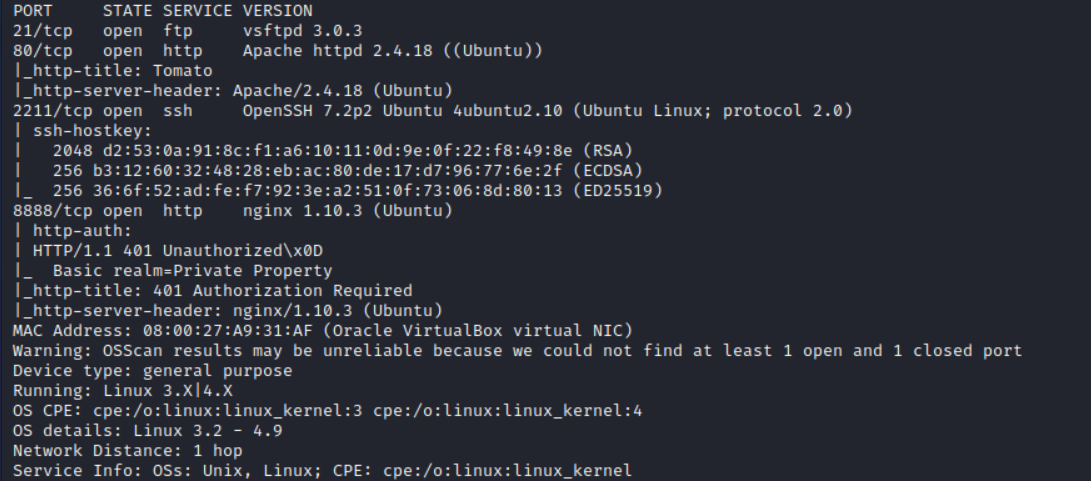 PORT     STATE SERVICE VERSION
21/tcp   open  ftp     vsftpd 3.0.3
80/tcp   open  http    Apache httpd 2.4.18 ((Ubuntu))
|_http-title: Tomato
|_http-server-header: Apache/2.4.18 (Ubuntu)
2211/tcp open  ssh     OpenSSH 7.2p2 Ubuntu 4ubuntu2.10 (Ubuntu Linux; protocol 2.0)
| ssh-hostkey:
|   2048 d2:53:0a:91:8c:f1:a6:10:11:0d:9e:0f:22:f8:49:8e (RSA)
|   256 b3:12:60:32:48:28:eb:ac:80:de:17:d7:96:77:6e:2f (ECDSA)
|_  256 36:6f:52:ad:fe:f7:92:3e:a2:51:0f:73:06:8d:80:13 (ED25519)
8888/tcp open  http    nginx 1.10.3 (Ubuntu)
| http-auth:
| HTTP/1.1 401 Unauthorized\x0D
|_  Basic realm=Private Property
|_http-title: 401 Authorization Required
|_http-server-header: nginx/1.10.3 (Ubuntu)
MAC Address: 08:00:27:A9:31:AF (Oracle VirtualBox virtual NIC)
Warning: OSScan results may be unreliable because we could not find at least 1 open and 1 closed port
Device type: general purpose
Running: Linux 3.X|4.X
OS CPE: cpe:/o:linux:linux_kernel:3 cpe:/o:linux:linux_kernel:4
OS details: Linux 3.2 - 4.9
Network Distance: 1 hop
Service Info: OSs: Unix, Linux; CPE: cpe:/o:linux:linux_kernel